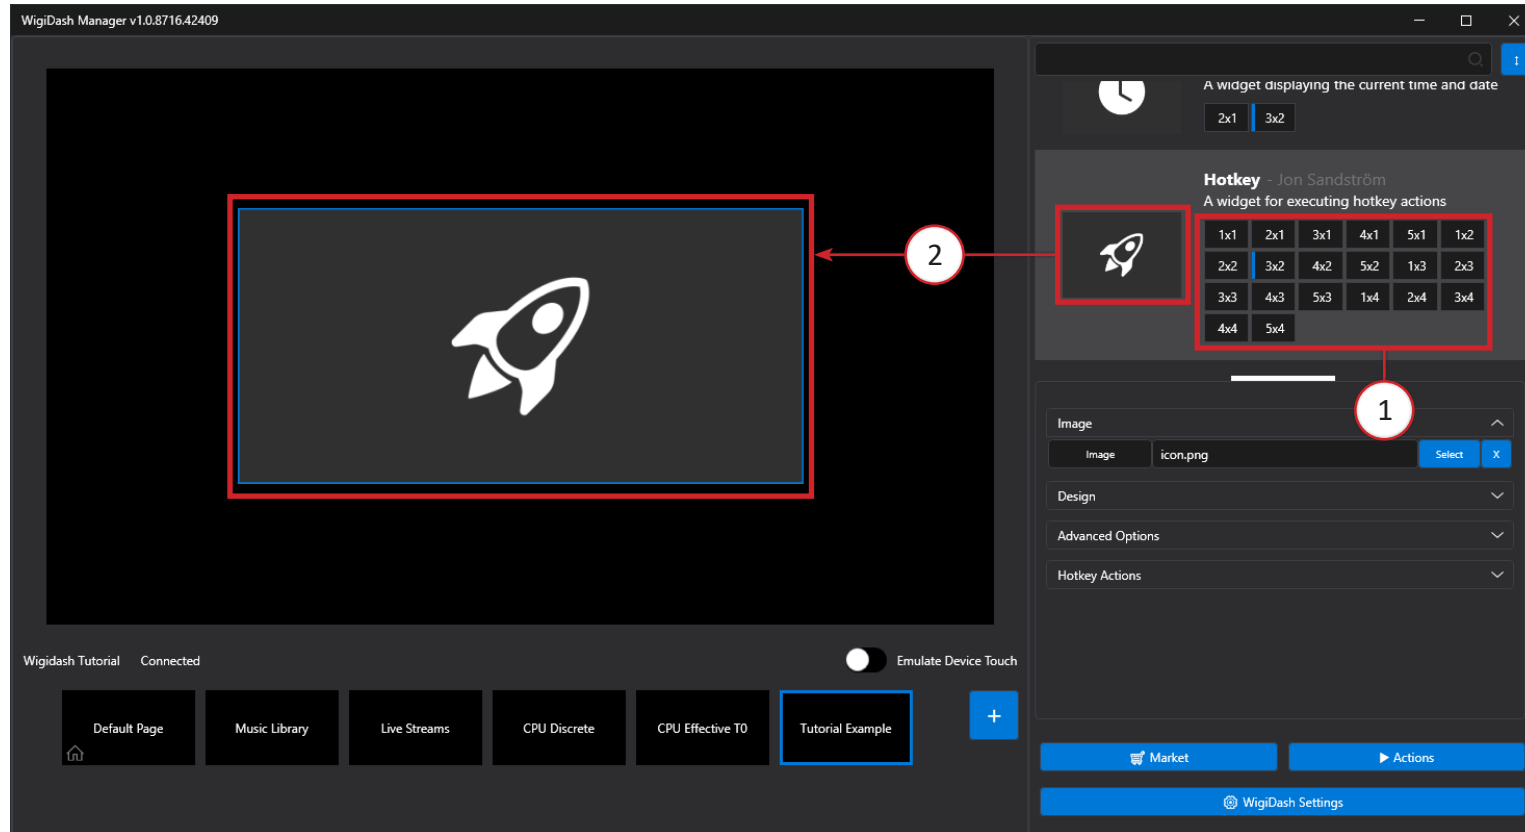 WigiDash Manager v1.0.8716.42409
A widget displaying the current time and date
2x1 3x2
Hotkey - Jon Sandström
A widget for executing hotkey actions
1x1 2x1 3x1 4x1 5x1 1x2
2x2 3x2 4x2 5x2 1x3 2x3
3x3 4x3 5x3 1x4 2x4 3x4
4x4 5x4
2
1
Image
Image icon.png Select X
Design
Advanced Options
Hotkey Actions
Wigidash Tutorial Connected
Emulate Device Touch
Default Page Music Library Live Streams CPU Discrete CPU Effective T0 Tutorial Example +
Market Actions
WigiDash Settings